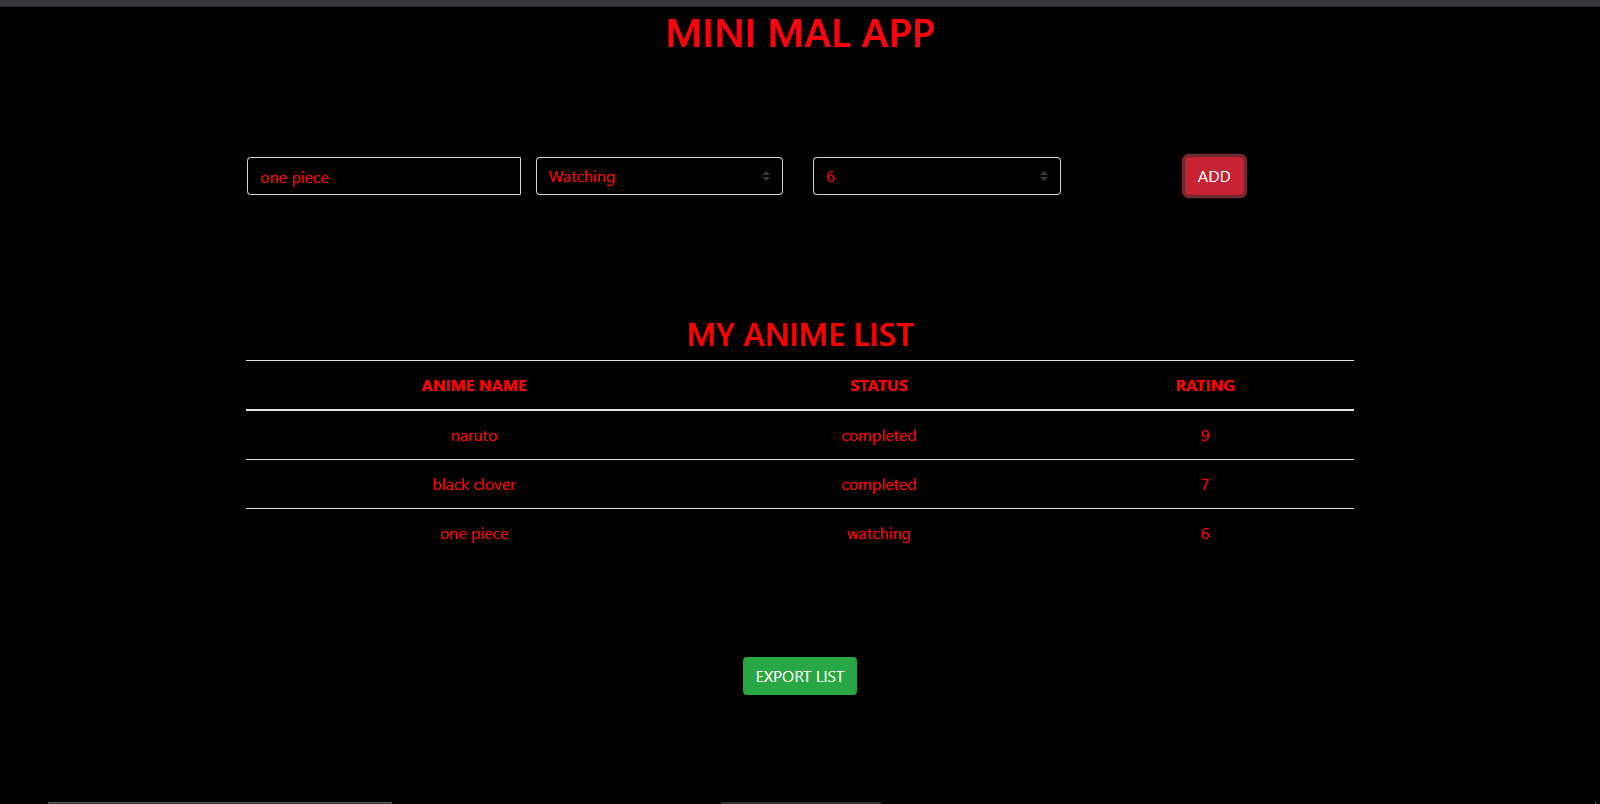 MINI MAL APP
one piece Watching 6 ADD
MY ANIME LIST
ANIME NAME STATUS RATING
naruto completed 9
black clover completed 7
one piece watching 6
EXPORT LIST